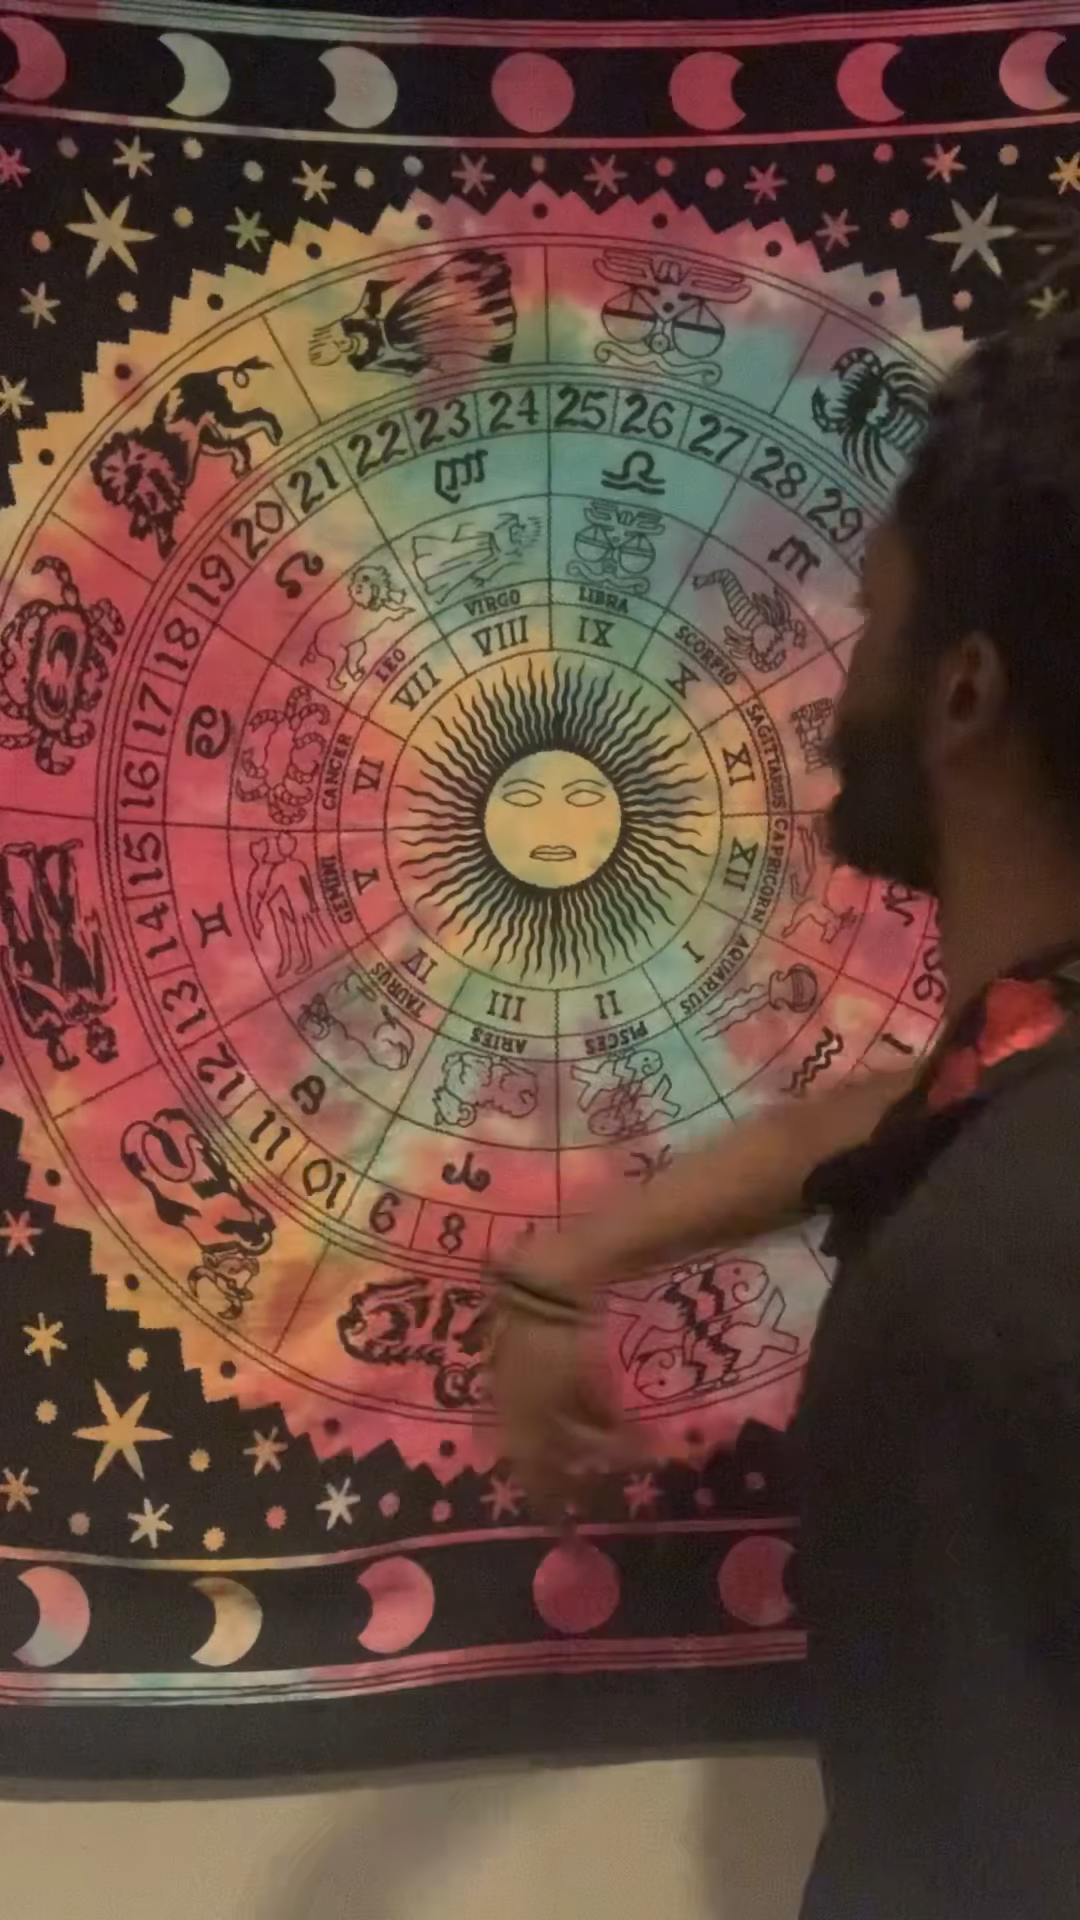 22 23 24 25 26 27 28 29
21
20
19
18
17
16
15
14
13
12
11
10
9
8
1
36
VIRGO
LIBRA
SCORPIO
SAGITTARIUS
CAPRICORN
AQUARIUS
PISCES
ARIES
TAURUS
GEMINI
CANCER
LEO
VIII
IX
X
XI
XII
I
II
III
IV
V
VI
VII